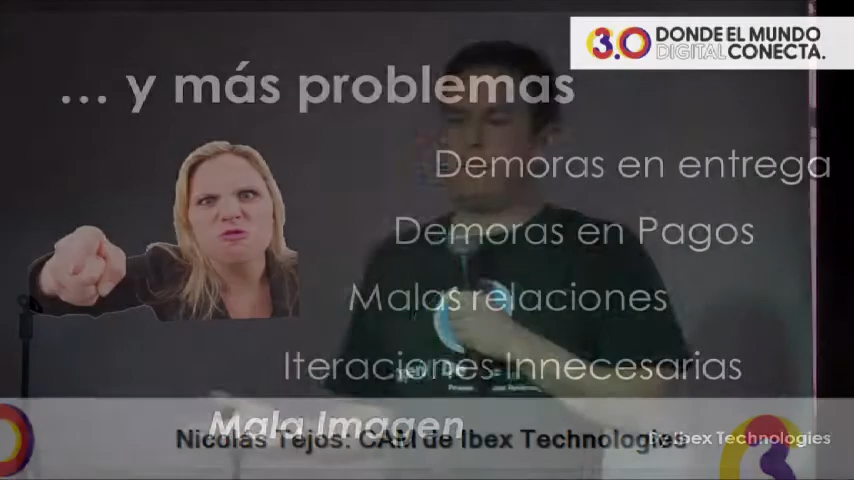 3.0 DONDE EL MUNDO
DIGITAL CONECTA.
... y más problemas
Demoras en entrega
Demoras en Pagos
Malas relaciones
Iteraciones Innecesarias
Mala Imagen
Nicolás Tejos: CAM de Ibex Technologies
Ibex Technologies